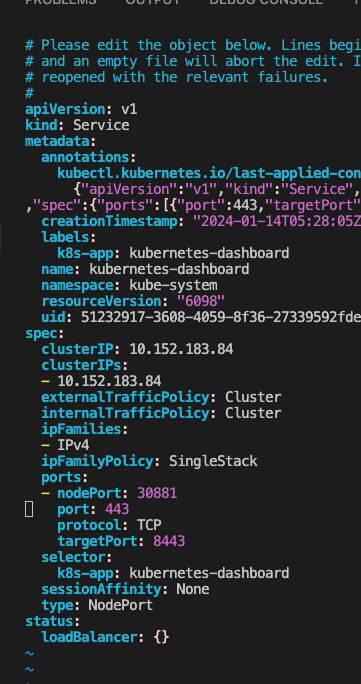 PROBLEMS OUTPUT DEBUG CONSOLE
# Please edit the object below. Lines begi
# and an empty file will abort the edit. I
# reopened with the relevant failures.
#
apiVersion: v1
kind: Service
metadata:
  annotations:
    kubectl.kubernetes.io/last-applied-con
      {"apiVersion":"v1","kind":"Service",
,"spec":{"ports":[{"port":443,"targetPort"
  creationTimestamp: "2024-01-14T05:28:05Z
  labels:
    k8s-app: kubernetes-dashboard
  name: kubernetes-dashboard
  namespace: kube-system
  resourceVersion: "6098"
  uid: 51232917-3608-4059-8f36-27339592fde
spec:
  clusterIP: 10.152.183.84
  clusterIPs:
  - 10.152.183.84
  externalTrafficPolicy: Cluster
  internalTrafficPolicy: Cluster
  ipFamilies:
  - IPv4
  ipFamilyPolicy: SingleStack
  ports:
  - nodePort: 30881
    port: 443
    protocol: TCP
    targetPort: 8443
  selector:
    k8s-app: kubernetes-dashboard
  sessionAffinity: None
  type: NodePort
status:
  loadBalancer: {}
~
~